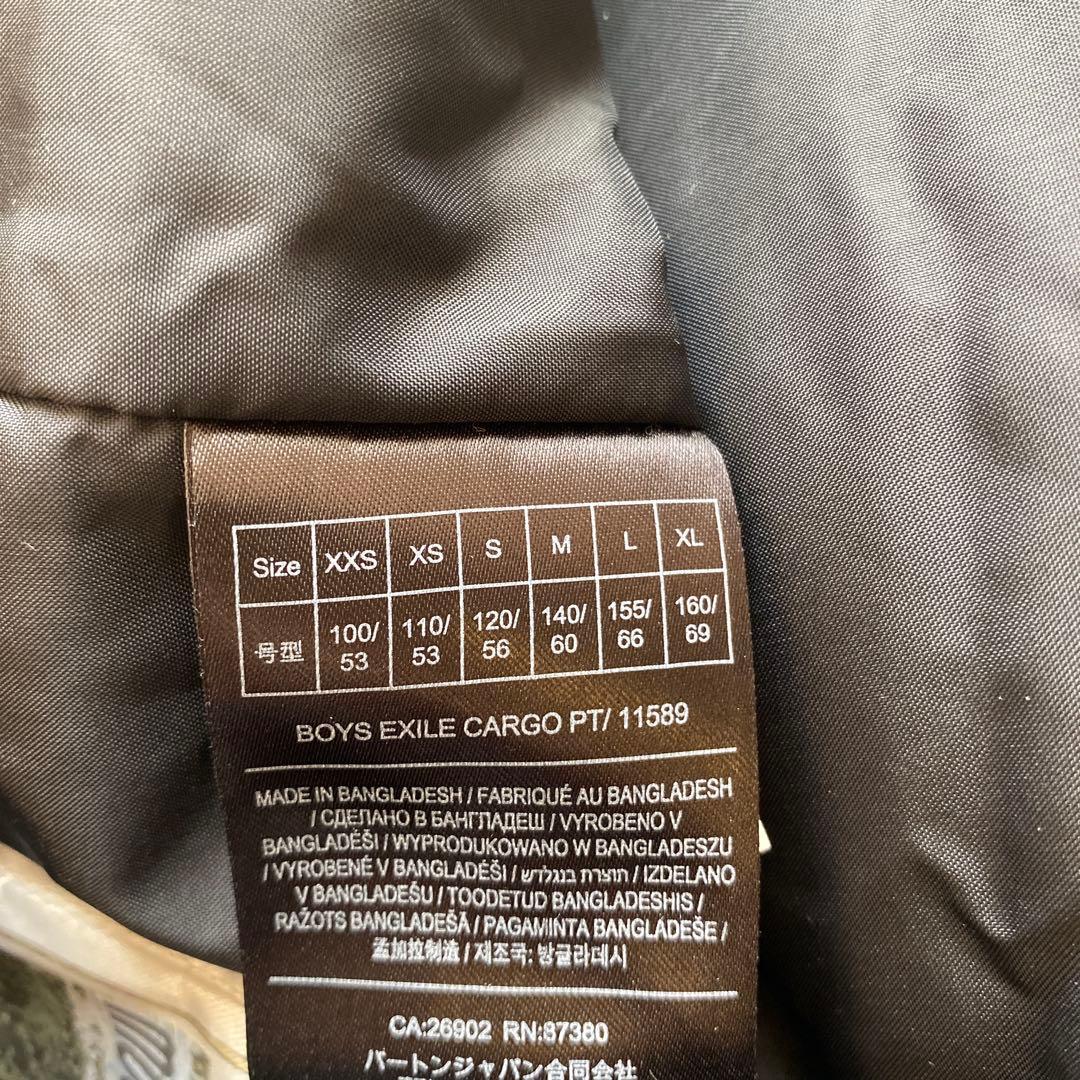 Size XXS XS S M L XL
号型 100/53 110/53 120/56 140/60 155/66 160/69
BOYS EXILE CARGO PT/ 11589
MADE IN BANGLADESH / FABRIQUÉ AU BANGLADESH
/ СДЕЛАНО В БАНГЛАДЕШ / VYROBENO V
BANGLADÉŠI / WYPRODUKOWANO W BANGLADESZU
/ VYROBENÉ V BANGLADÉŠI / תוצרת בנגלדש / IZDELANO
V BANGLADEŠU / TOODETUD BANGLADESHIS /
RAŽOTS BANGLADEŠĀ / PAGAMINTA BANGLADEŠE /
孟加拉制造 / 제조국: 방글라데시
CA:26902 RN:87380
バートンジャパン合同会社